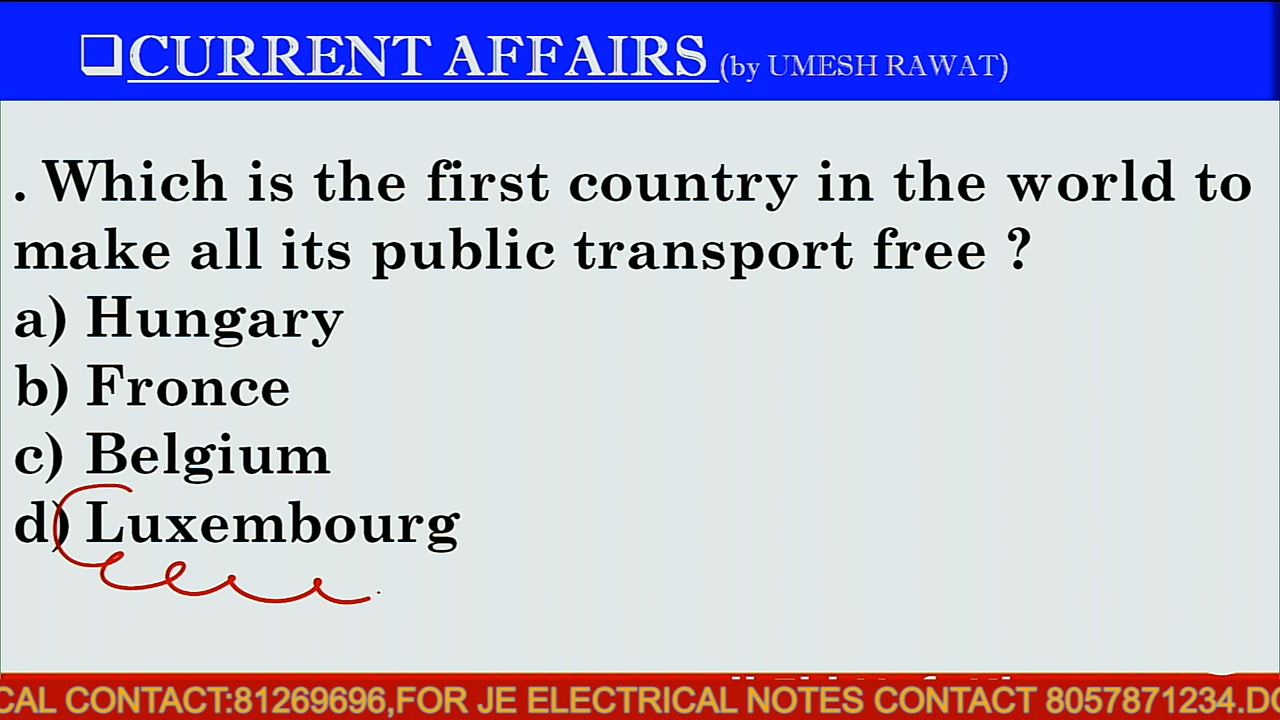 ❑CURRENT AFFAIRS (by UMESH RAWAT)
. Which is the first country in the world to
make all its public transport free ?
a) Hungary
b) Fronce
c) Belgium
d) Luxembourg
CAL CONTACT:81269696,FOR JE ELECTRICAL NOTES CONTACT 8057871234.DO